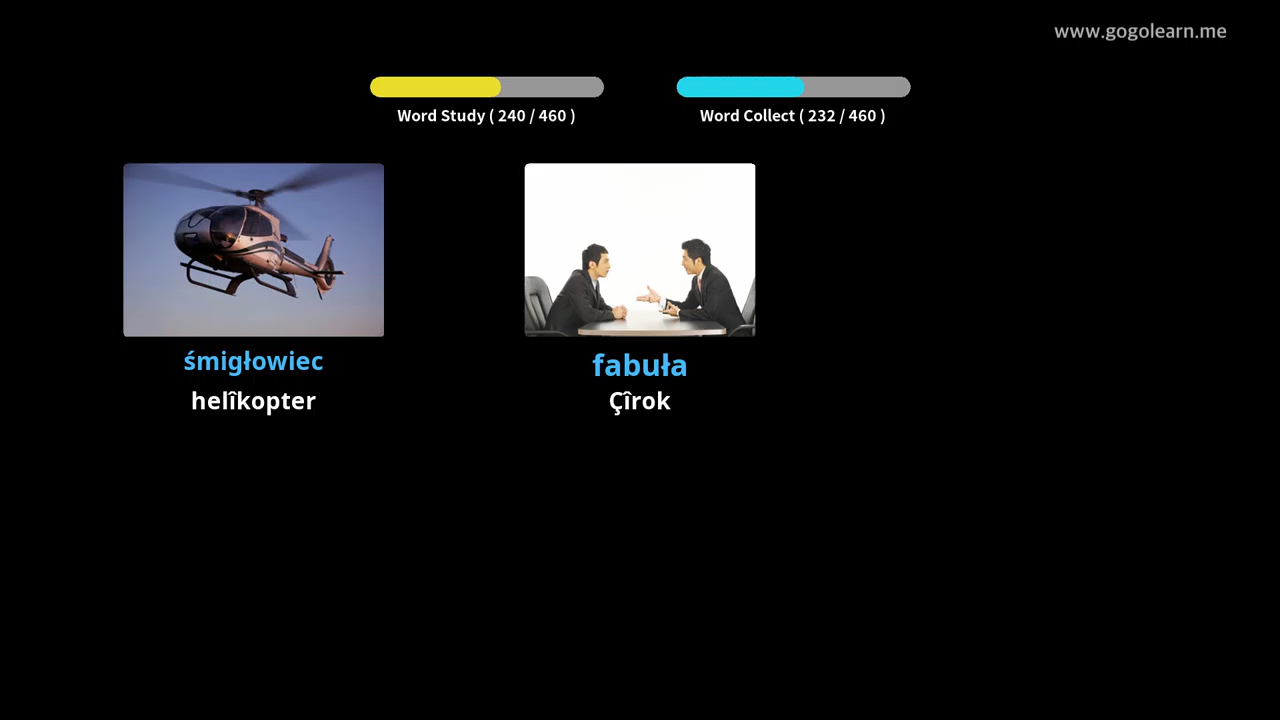 www.gogolearn.me
Word Study ( 240 / 460 )
Word Collect ( 232 / 460 )
śmigłowiec
helîkopter
fabuła
Çîrok